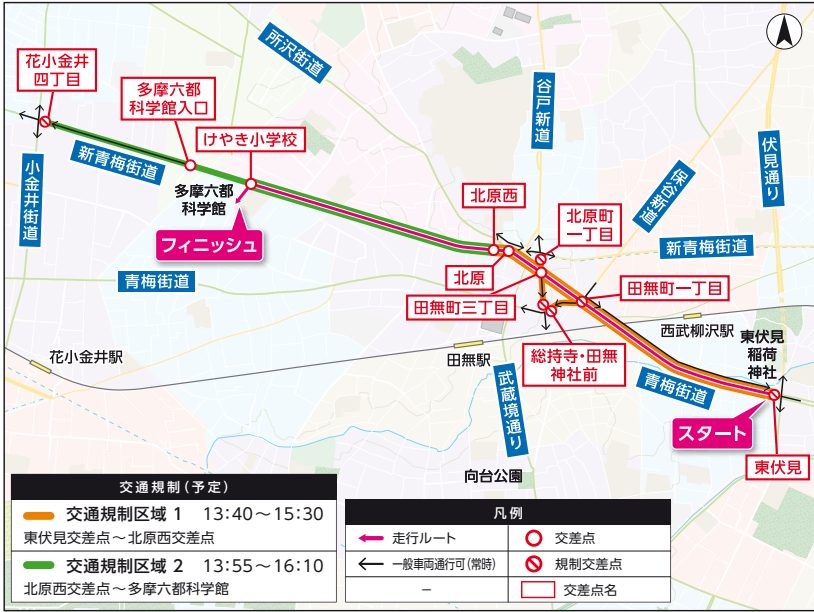 花小金井
四丁目
多摩六都
科学館入口
けやき小学校
所沢街道
谷戸新道
伏見通り
保谷新道
新青梅街道
小金井街道
多摩六都
科学館
フィニッシュ
北原西
北原町
一丁目
新青梅街道
北原
青梅街道
田無町三丁目
田無町一丁目
西武柳沢駅
東伏見
稲荷
神社
総持寺・田無
神社前
花小金井駅
田無駅
武蔵境通り
青梅街道
スタート
東伏見
向台公園
交通規制(予定)
交通規制区域 1 13:40～15:30
東伏見交差点～北原西交差点
交通規制区域 2 13:55～16:10
北原西交差点～多摩六都科学館
凡例
走行ルート
交差点
一般車両通行可(常時)
規制交差点
－
交差点名